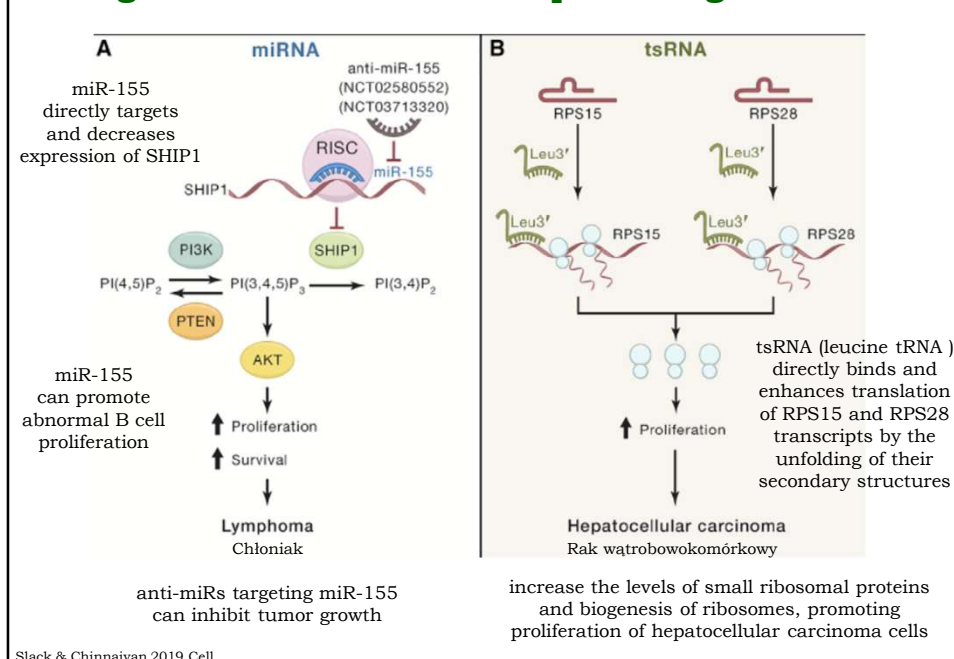 A
miRNA
miR-155
directly targets
and decreases
expression of SHIP1
anti-miR-155
(NCT02580552)
(NCT03713320)
RISC
miR-155
SHIP1
PI3K
SHIP1
PI(4,5)P2
PI(3,4,5)P3
PI(3,4)P2
PTEN
AKT
miR-155
can promote
abnormal B cell
proliferation
Proliferation
Survival
Lymphoma
Chłoniak
anti-miRs targeting miR-155
can inhibit tumor growth
B
tsRNA
RPS15
RPS28
Leu3′
Leu3′
Leu3′
RPS15
Leu3′
RPS28
Proliferation
tsRNA (leucine tRNA )
directly binds and
enhances translation
of RPS15 and RPS28
transcripts by the
unfolding of their
secondary structures
Hepatocellular carcinoma
Rak wątrobowokomórkowy
increase the levels of small ribosomal proteins
and biogenesis of ribosomes, promoting
proliferation of hepatocellular carcinoma cells
Slack & Chinnaiyan 2019 Cell